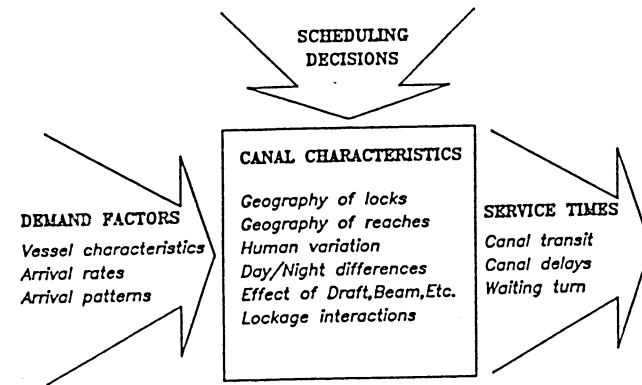 SCHEDULING
DECISIONS
DEMAND FACTORS
Vessel characteristics
Arrival rates
Arrival patterns
CANAL CHARACTERISTICS
Geography of locks
Geography of reaches
Human variation
Day/Night differences
Effect of Draft,Beam,Etc.
Lockage interactions
SERVICE TIMES
Canal transit
Canal delays
Waiting turn